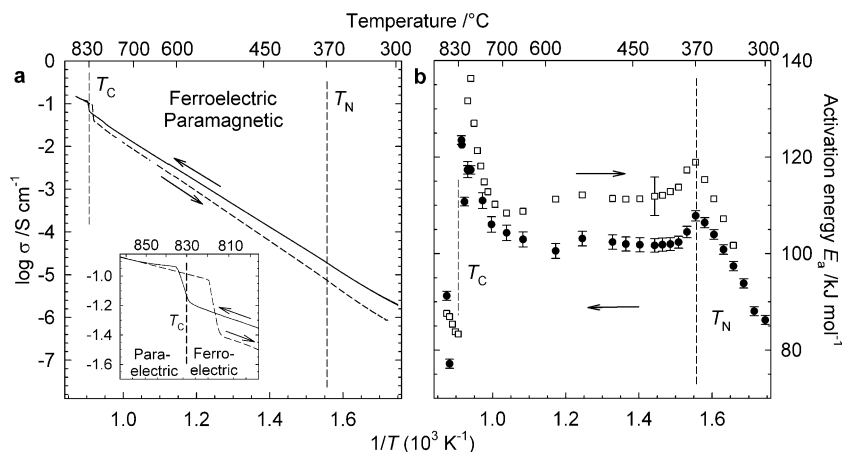 Temperature /°C
830 700 600 450 370 300 830 700 600 450 370 300
a
b
0
-1
-2
-3
-4
-5
-6
-7
log σ /S cm⁻¹
T_C
Ferroelectric
Paramagnetic
T_N
850 830 810
-1.0
-1.2
-1.4
-1.6
T_C
Para-
electric
Ferro-
electric
1.0 1.2 1.4 1.6 1.0 1.2 1.4 1.6
1/T (10³ K⁻¹)
T_C
T_N
140
120
100
80
Activation energy Eₐ /kJ mol⁻¹